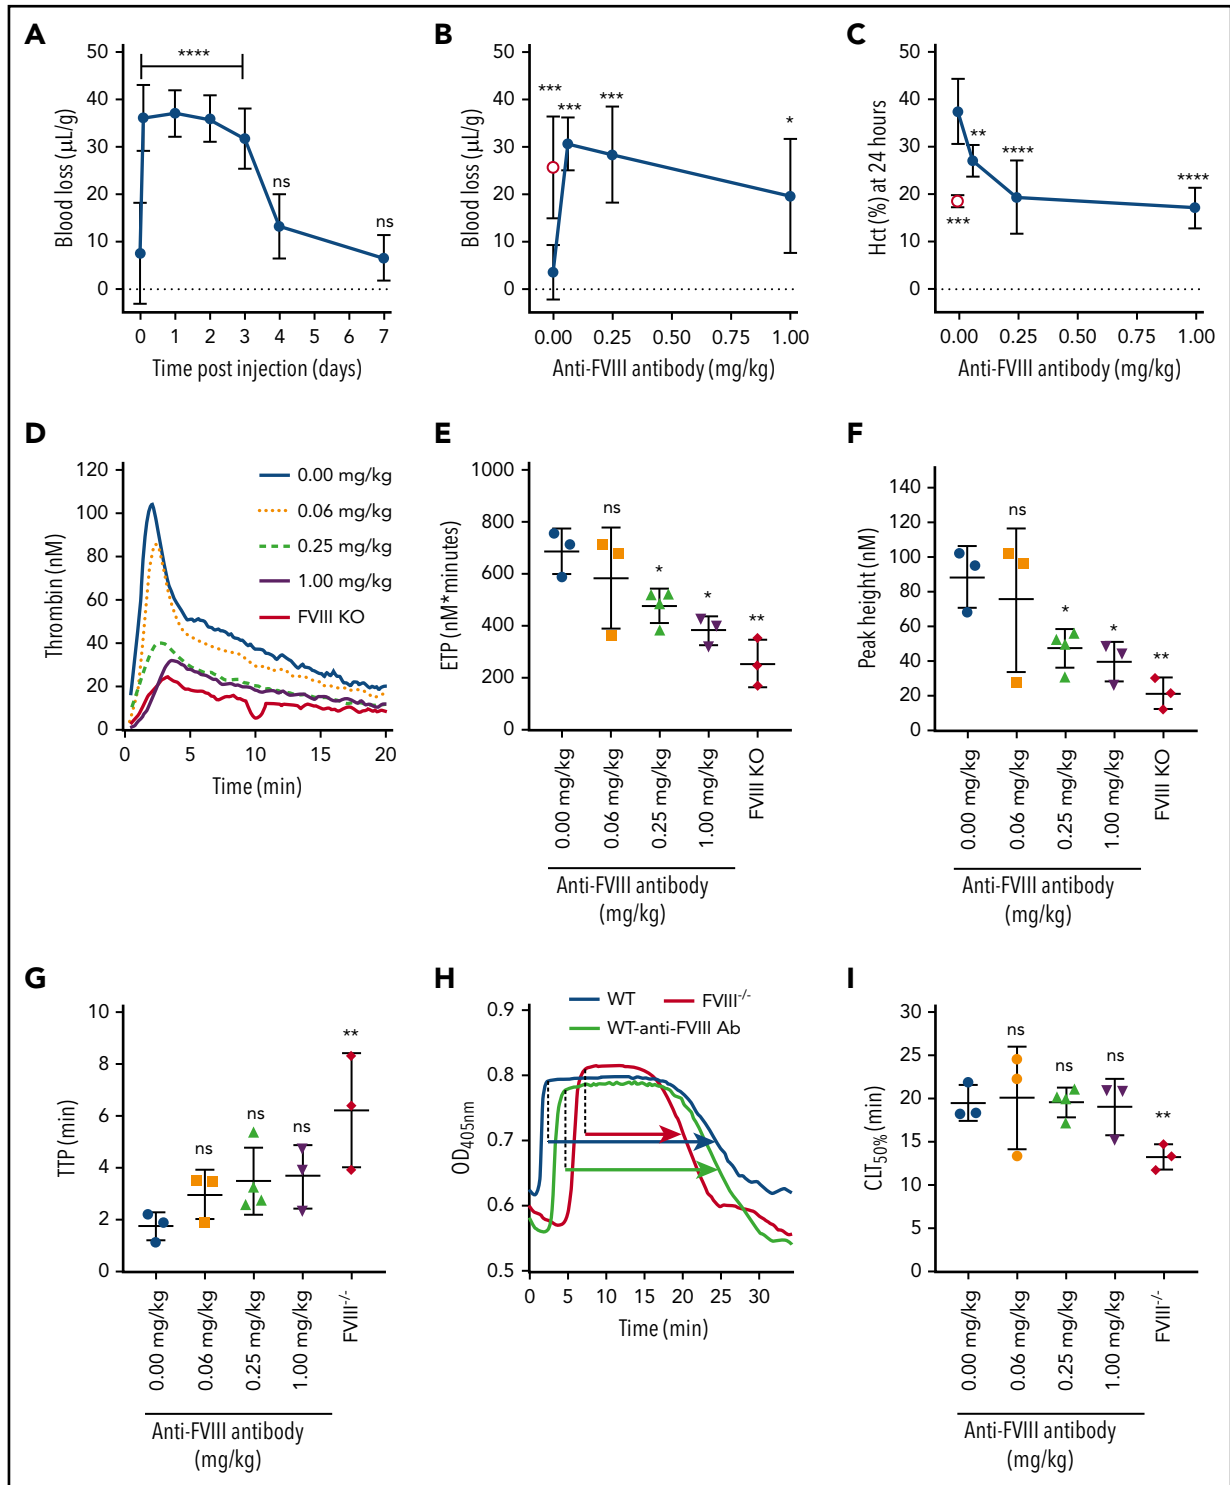 A
50
40
30
20
10
0
Blood loss (μL/g)
****
ns
ns
0 1 2 3 4 5 6 7
Time post injection (days)
B
50
40
30
20
10
0
Blood loss (μL/g)
***
***
***
*
0.00 0.25 0.50 0.75 1.00
Anti-FVIII antibody (mg/kg)
C
50
40
30
20
10
0
Hct (%) at 24 hours
**
****
****
***
0.00 0.25 0.50 0.75 1.00
Anti-FVIII antibody (mg/kg)
D
120
100
80
60
40
20
0
Thrombin (nM)
0.00 mg/kg
0.06 mg/kg
0.25 mg/kg
1.00 mg/kg
FVIII KO
0 5 10 15 20
Time (min)
E
1000
800
600
400
200
0
ETP (nM*minutes)
ns
*
*
**
0.00 mg/kg
0.06 mg/kg
0.25 mg/kg
1.00 mg/kg
FVIII KO
Anti-FVIII antibody
(mg/kg)
F
140
120
100
80
60
40
20
0
Peak height (nM)
ns
*
*
**
0.00 mg/kg
0.06 mg/kg
0.25 mg/kg
1.00 mg/kg
FVIII KO
Anti-FVIII antibody
(mg/kg)
G
10
8
6
4
2
0
TTP (min)
ns
ns
ns
**
0.00 mg/kg
0.06 mg/kg
0.25 mg/kg
1.00 mg/kg
FVIII-/-
Anti-FVIII antibody
(mg/kg)
H
WT FVIII-/-
WT-anti-FVIII Ab
0.9
0.8
0.7
0.6
0.5
OD405nm
0 5 10 15 20 25 30
Time (min)
I
30
25
20
15
10
5
0
CLT50% (min)
ns
ns
ns
**
0.00 mg/kg
0.06 mg/kg
0.25 mg/kg
1.00 mg/kg
FVIII-/-
Anti-FVIII antibody
(mg/kg)